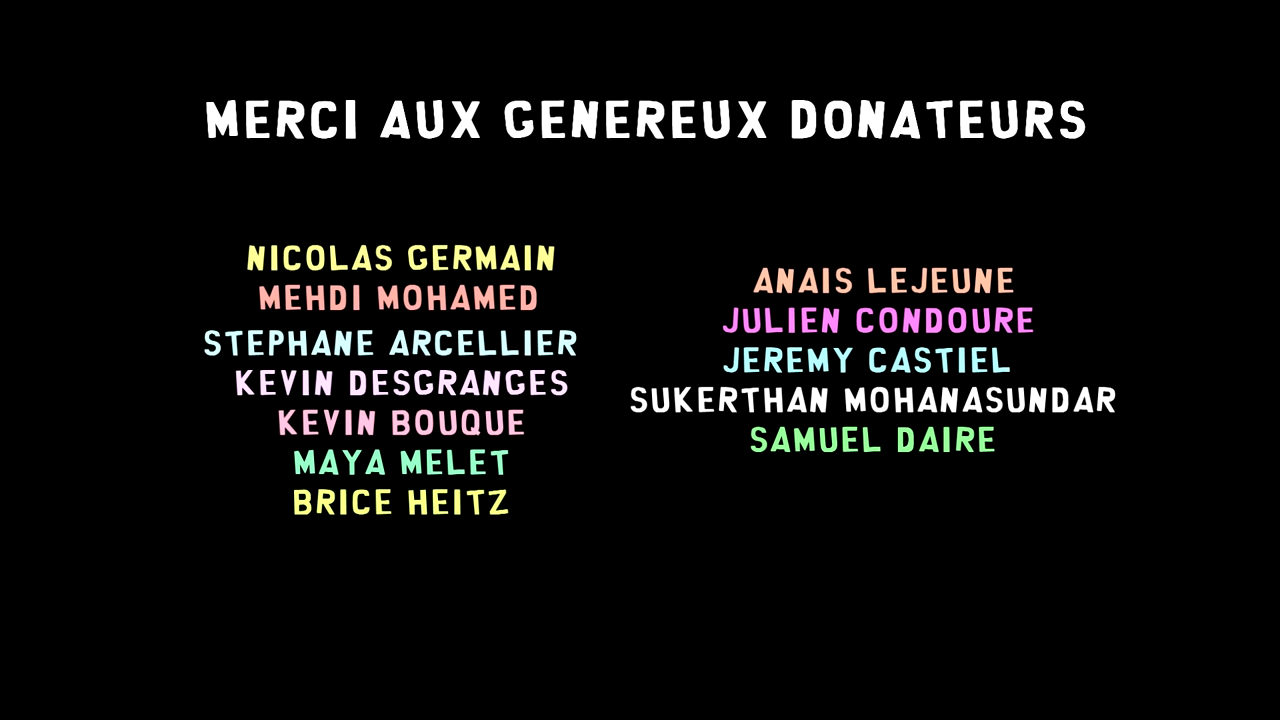 MERCI AUX GENEREUX DONATEURS
NICOLAS GERMAIN
MEHDI MOHAMED
STEPHANE ARCELLIER
KEVIN DESGRANGES
KEVIN BOUQUE
MAYA MELET
BRICE HEITZ
ANAIS LEJEUNE
JULIEN CONDOURE
JEREMY CASTIEL
SUKERTHAN MOHANASUNDAR
SAMUEL DAIRE